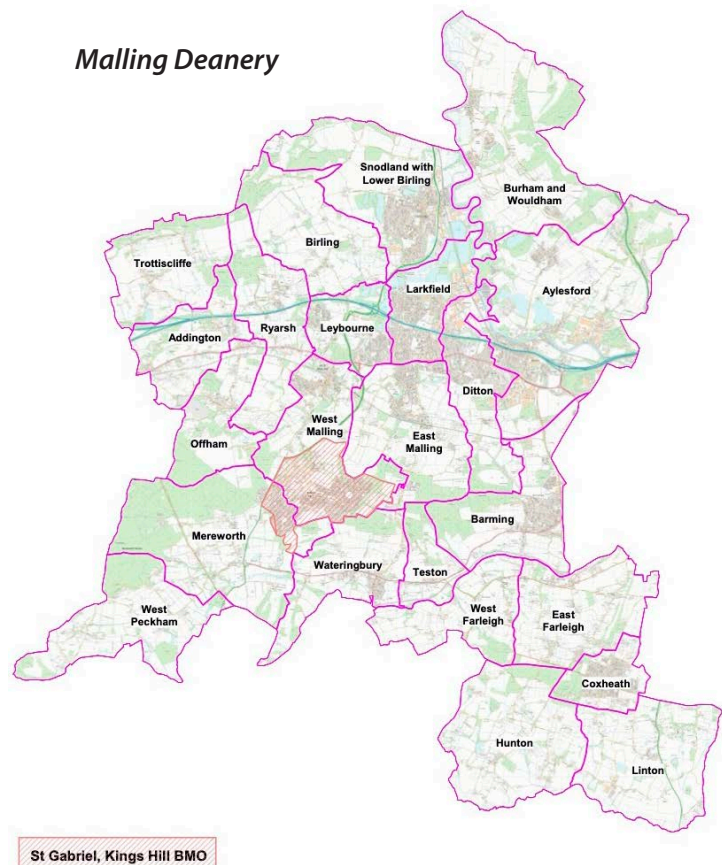 Malling Deanery
Snodland with
Lower Birling
Burham and
Wouldham
Birling
Trottiscliffe
Larkfield
Aylesford
Addington
Ryarsh
Leybourne
Ditton
West
Malling
East
Malling
Offham
Barming
Mereworth
Wateringbury
Teston
West
Peckham
West
Farleigh
East
Farleigh
Coxheath
Hunton
Linton
St Gabriel, Kings Hill BMO